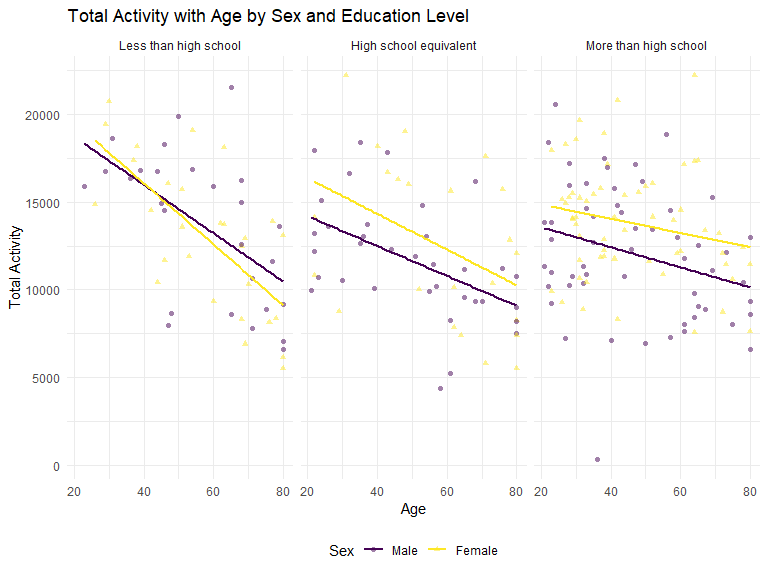 Total Activity with Age by Sex and Education Level
Less than high school
High school equivalent
More than high school
Total Activity
20000
15000
10000
5000
0
20 40 60 80 20 40 60 80 20 40 60 80
Age
Sex Male Female